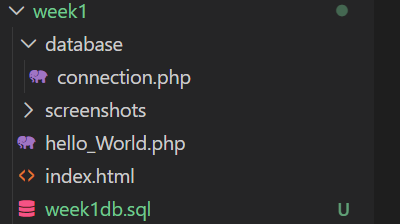 week1
database
connection.php
screenshots
hello_World.php
index.html
week1db.sql U